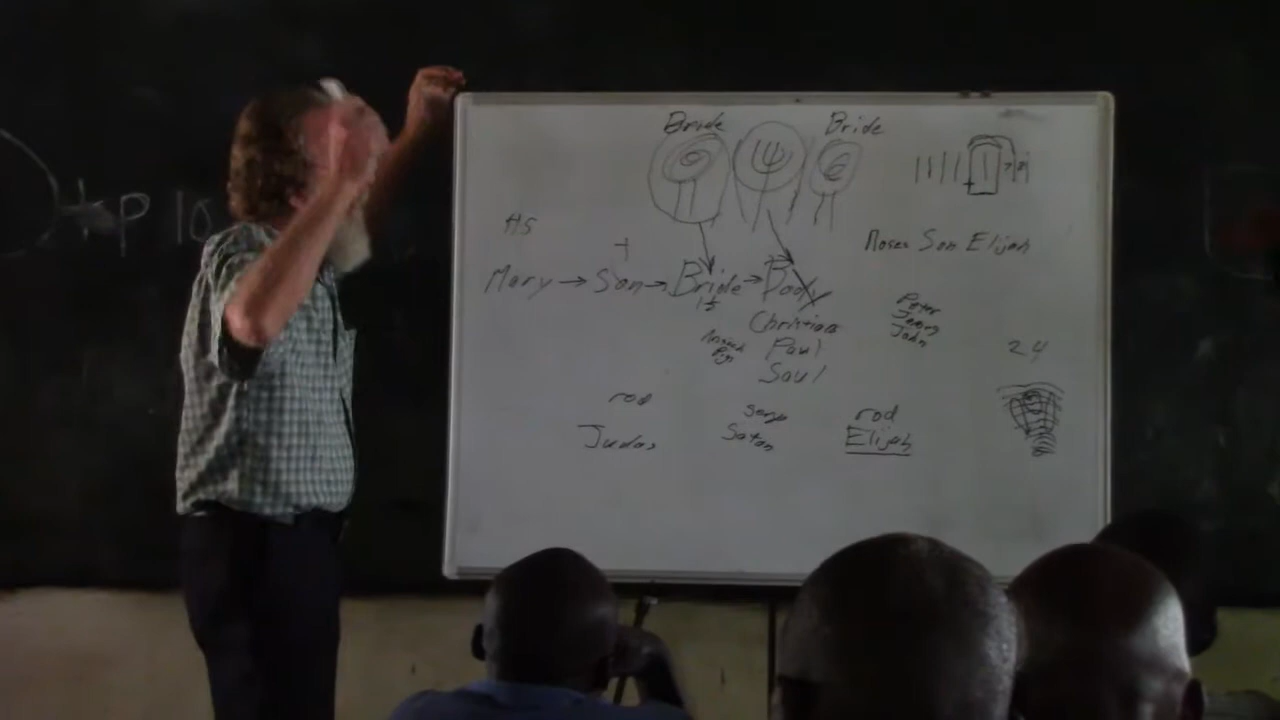 Bride Bride
HS
Moses Son Elijah
Mary → Son → Bride → Body
15
Christian
Peter
James
John
Paul
Saul
24
rod
Judas
Satan
rod
Elijah